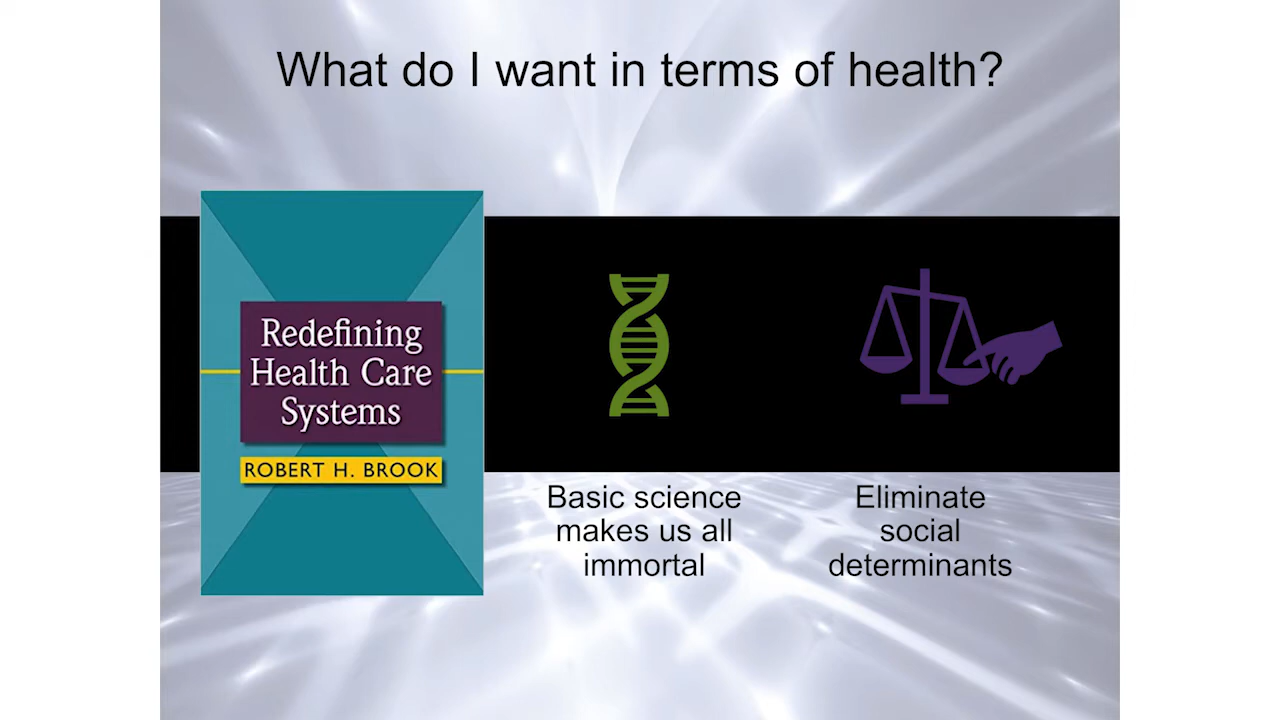 What do I want in terms of health?
Redefining
Health Care
Systems
ROBERT H. BROOK
Basic science
makes us all
immortal
Eliminate
social
determinants